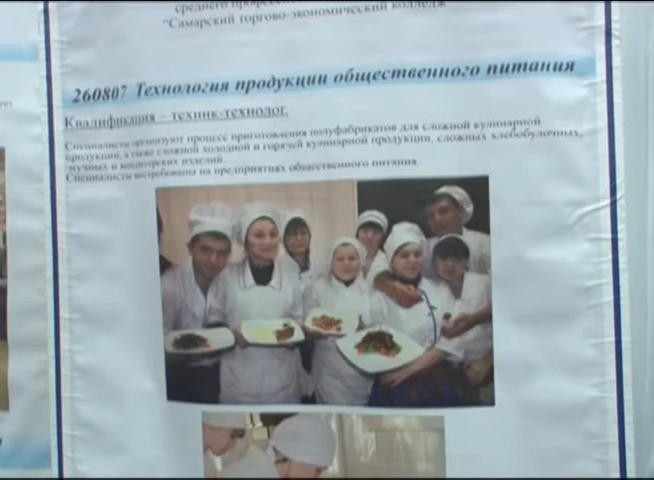 среднего
"Самарский торгово-экономический колледж
260807 Технология продукции общественного питания
Квалификация – техник-технолог.
Специалисты организуют процесс приготовления полуфабрикатов для сложной кулинарной
продукции, а также сложной холодной и горячей кулинарной продукции, сложных хлебобулочных,
мучных и кондитерских изделий.
Специалисты востребованы на предприятиях общественного питания